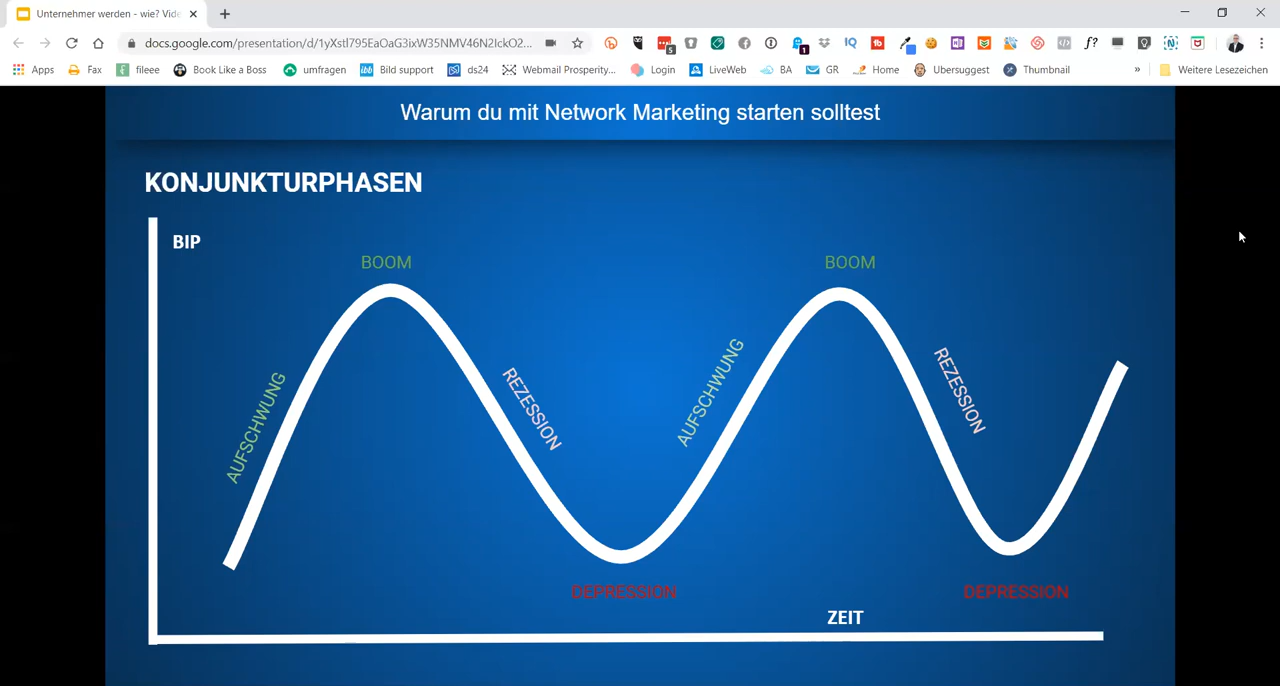 Unternehmer werden - wie? Vide
docs.google.com/presentation/d/1yXstI795EaOaG3ixW35NMV46N2IckO2...
Apps Fax fileee Book Like a Boss umfragen Bild support ds24 Webmail Prosperity... Login LiveWeb BA GR Home Ubersuggest Thumbnail » Weitere Lesezeichen
Warum du mit Network Marketing starten solltest
KONJUNKTURPHASEN
BIP
BOOM
BOOM
AUFSCHWUNG
REZESSION
AUFSCHWUNG
REZESSION
DEPRESSION
DEPRESSION
ZEIT